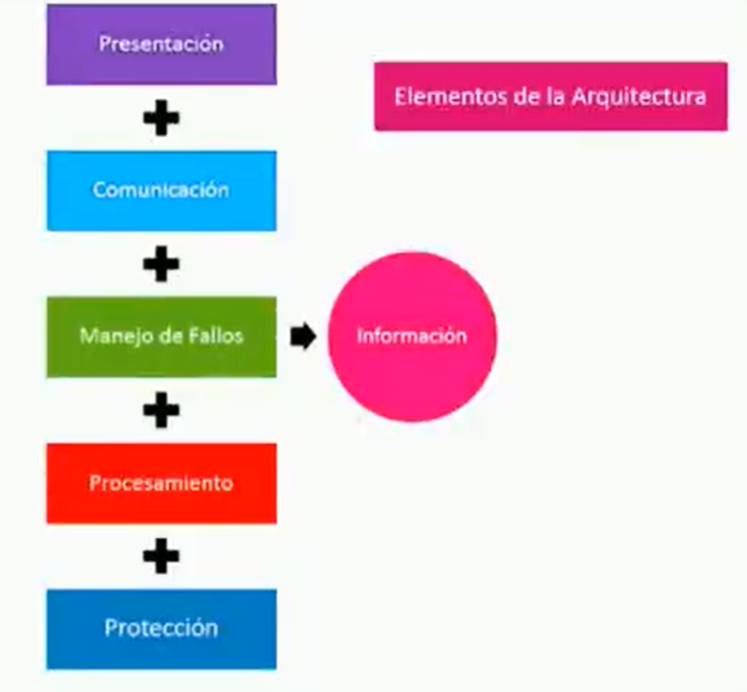 Presentación
Elementos de la Arquitectura
Comunicación
Manejo de Fallos
Información
Procesamiento
Protección